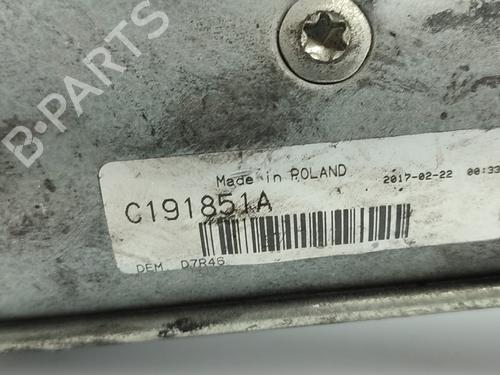 B-PARTS
Made in POLAND 2017-02-22 00:33
C191851A
DEM D7R46